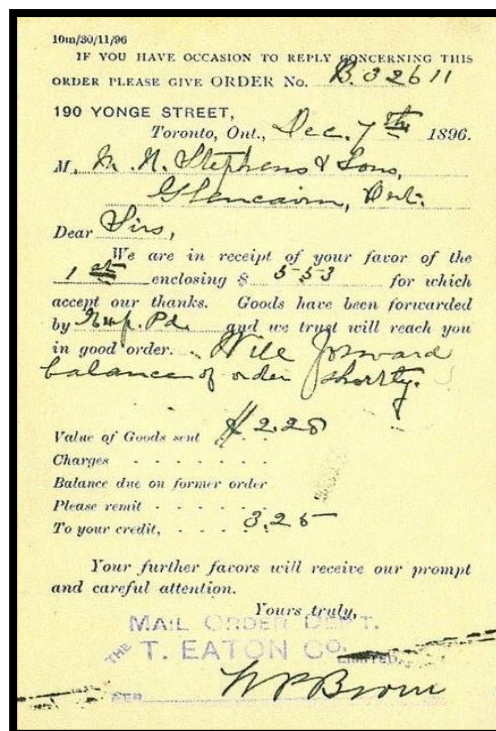 10m/30/11/96
IF YOU HAVE OCCASION TO REPLY CONCERNING THIS
ORDER PLEASE GIVE ORDER No. B.32611
190 YONGE STREET,
Toronto, Ont., Dec. 7th 1896.
M. Stephens & Sons,
Glencairn, Ont.
Dear Sirs,
We are in receipt of your favor of the
1st enclosing $ 5 53 for which
accept our thanks. Goods have been forwarded
by Pd. and we trust will reach you
in good order. Will forward
balance of order shortly.
Value of Goods sent $2.28
Charges . . . . . . .
Balance due on former order
Please remit - . . . . .
To your credit, . . . 3.25
Your further favors will receive our prompt
and careful attention.
Yours truly,
MAIL ORDER DEPT.
THE T. EATON CO. LIMITED
PER W Brown